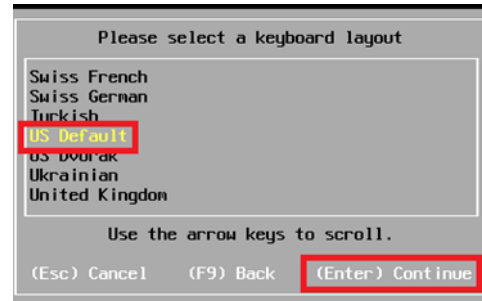 Please select a keyboard layout
Swiss French
Swiss German
Turkish
US Default
US Dvorak
Ukrainian
United Kingdom
Use the arrow keys to scroll.
(Esc) Cancel (F9) Back (Enter) Continue